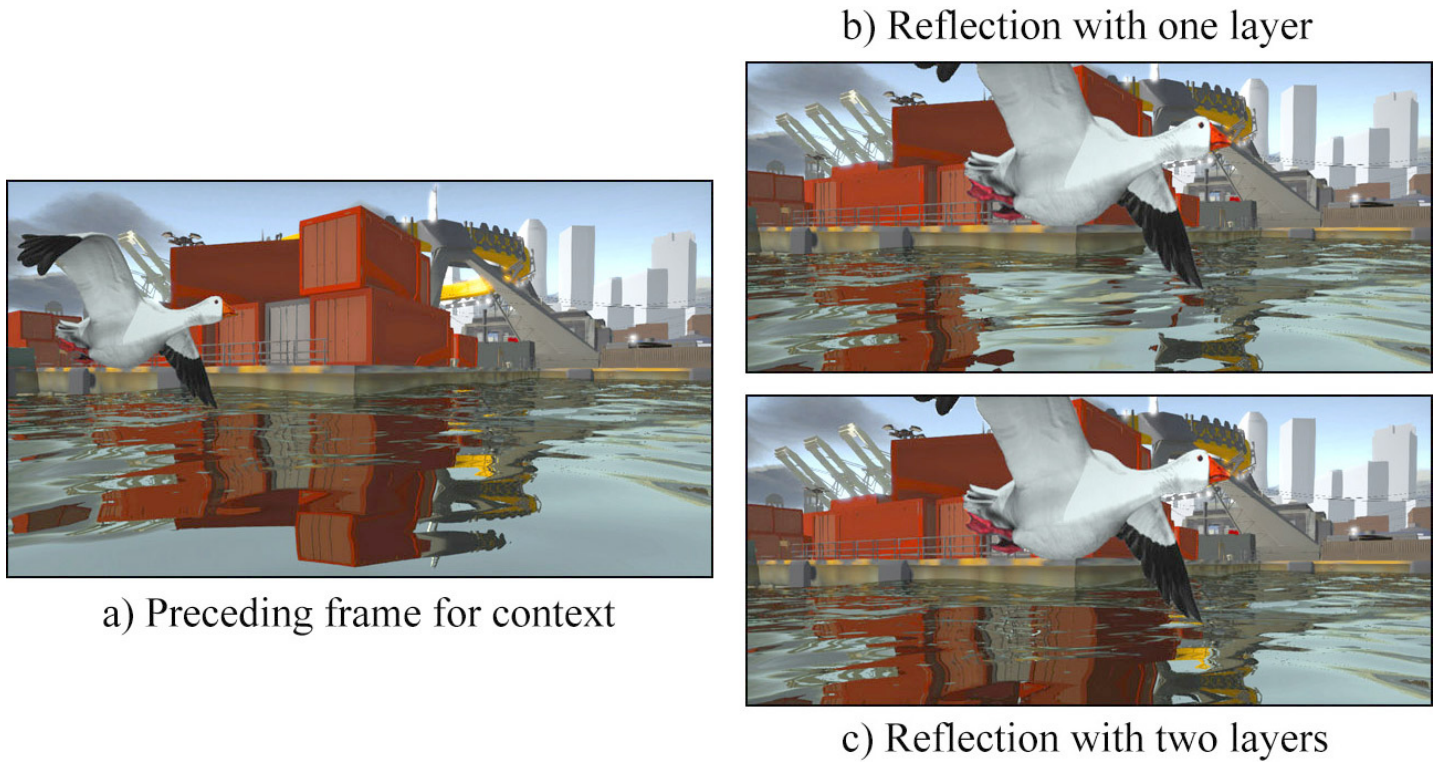 b) Reflection with one layer
a) Preceding frame for context
c) Reflection with two layers